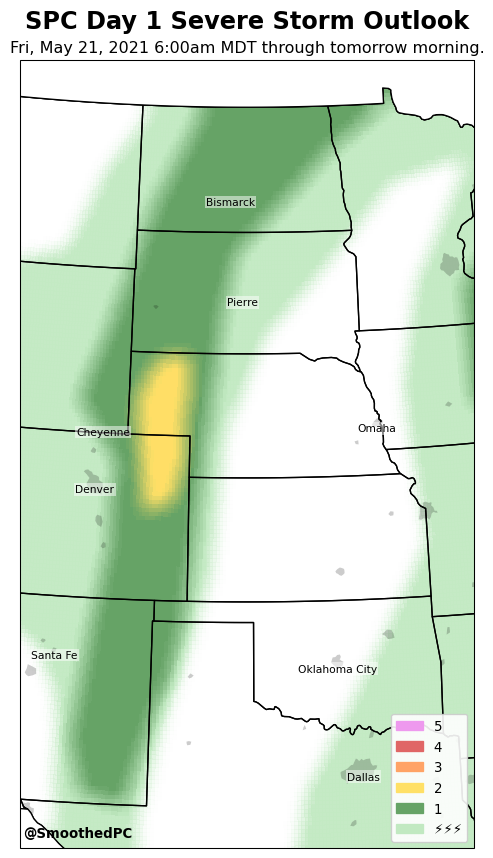 SPC Day 1 Severe Storm Outlook
Fri, May 21, 2021 6:00am MDT through tomorrow morning.
Bismarck
Pierre
Cheyenne
Omaha
Denver
Santa Fe
Oklahoma City
Dallas
5
4
3
2
1
⚡⚡⚡
@SmoothedPC